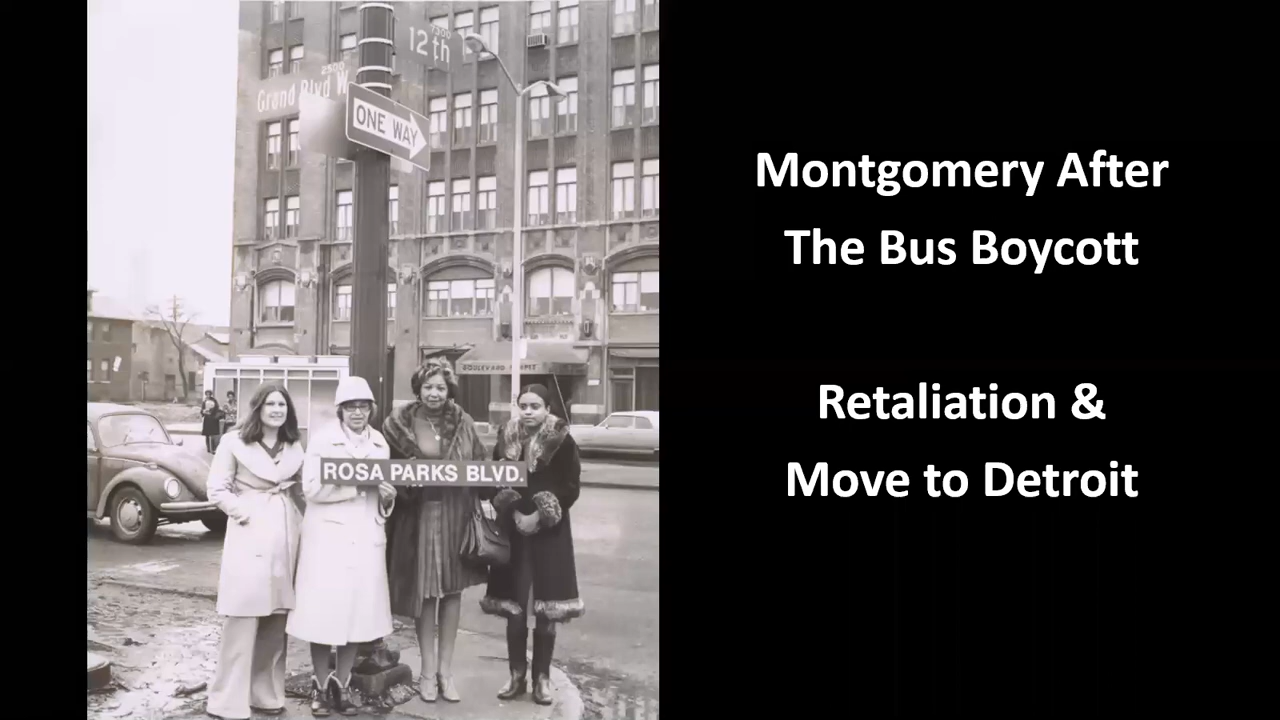 7300
12th
2500
Grand Blvd W
ONE WAY
BOULEVARD
ROSA PARKS BLVD.
Montgomery After
The Bus Boycott
Retaliation &
Move to Detroit